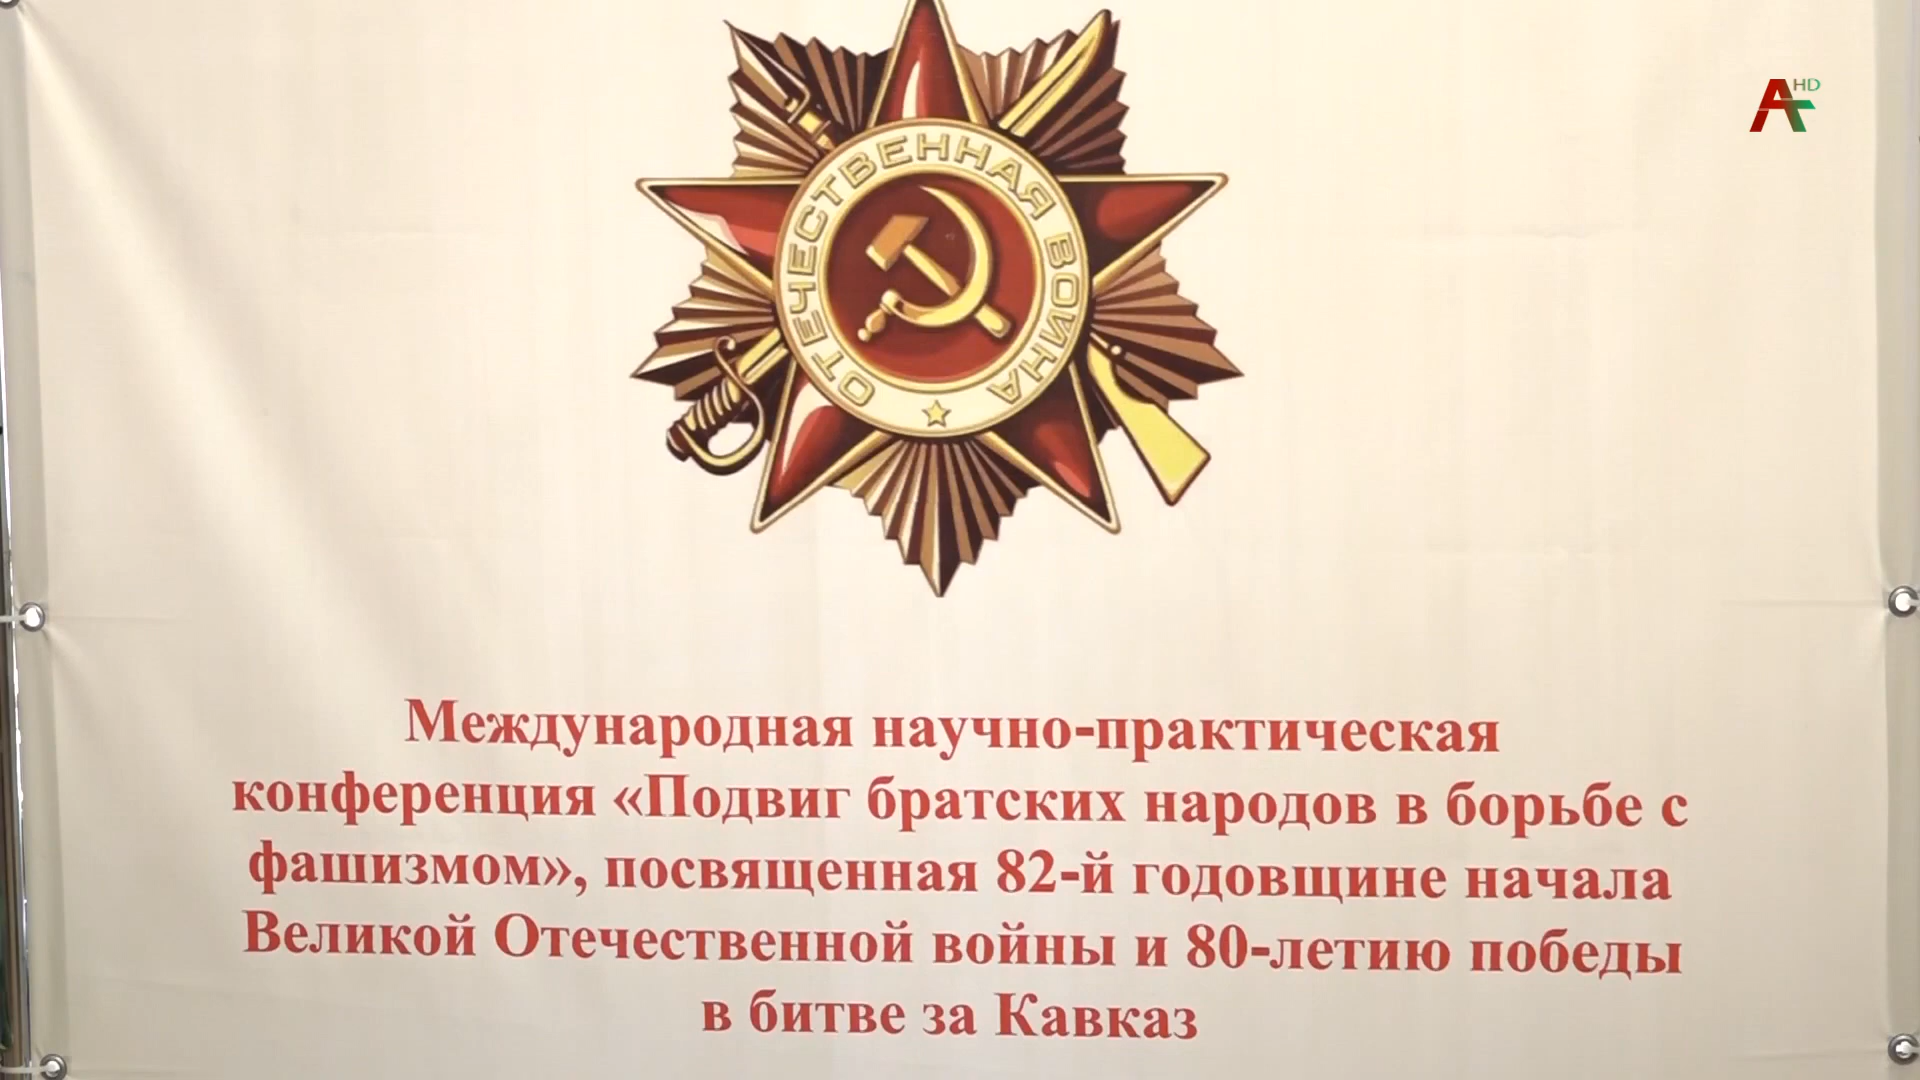 HD
АТ
ОТЕЧЕСТВЕННАЯ ВОЙНА
Международная научно-практическая
конференция «Подвиг братских народов в борьбе с
фашизмом», посвященная 82-й годовщине начала
Великой Отечественной войны и 80-летию победы
в битве за Кавказ